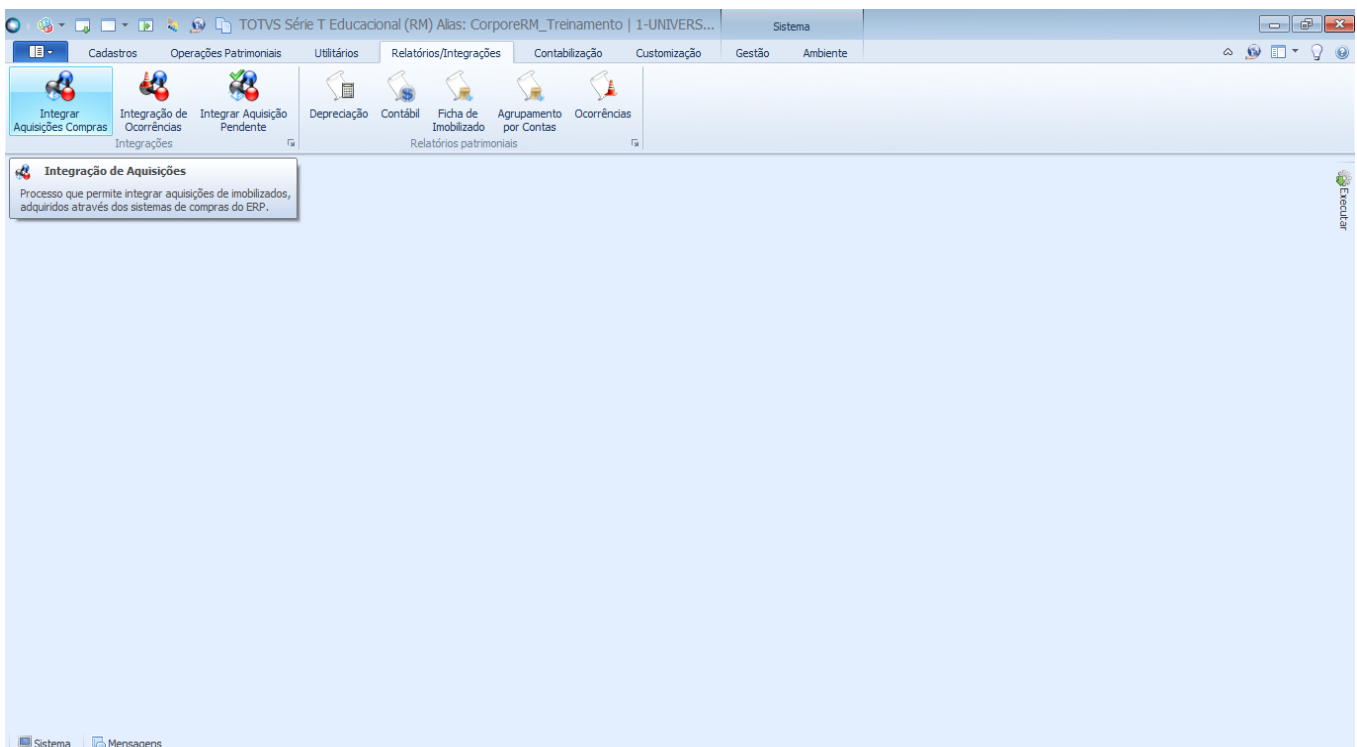 TOTVS Série T Educacional (RM) Alias: CorporeRM_Treinamento | 1-UNIVERS...
Sistema
Cadastros Operações Patrimoniais Utilitários Relatórios/Integrações Contabilização Customização Gestão Ambiente
Integrar Aquisições Compras
Integração de Ocorrências
Integrar Aquisição Pendente
Depreciação
Contábil
Ficha de Imobilizado
Agrupamento por Contas
Ocorrências
Integrações
Relatórios patrimoniais
Integração de Aquisições
Processo que permite integrar aquisições de imobilizados,
adquiridos através dos sistemas de compras do ERP.
Executar
Sistema Mensagens